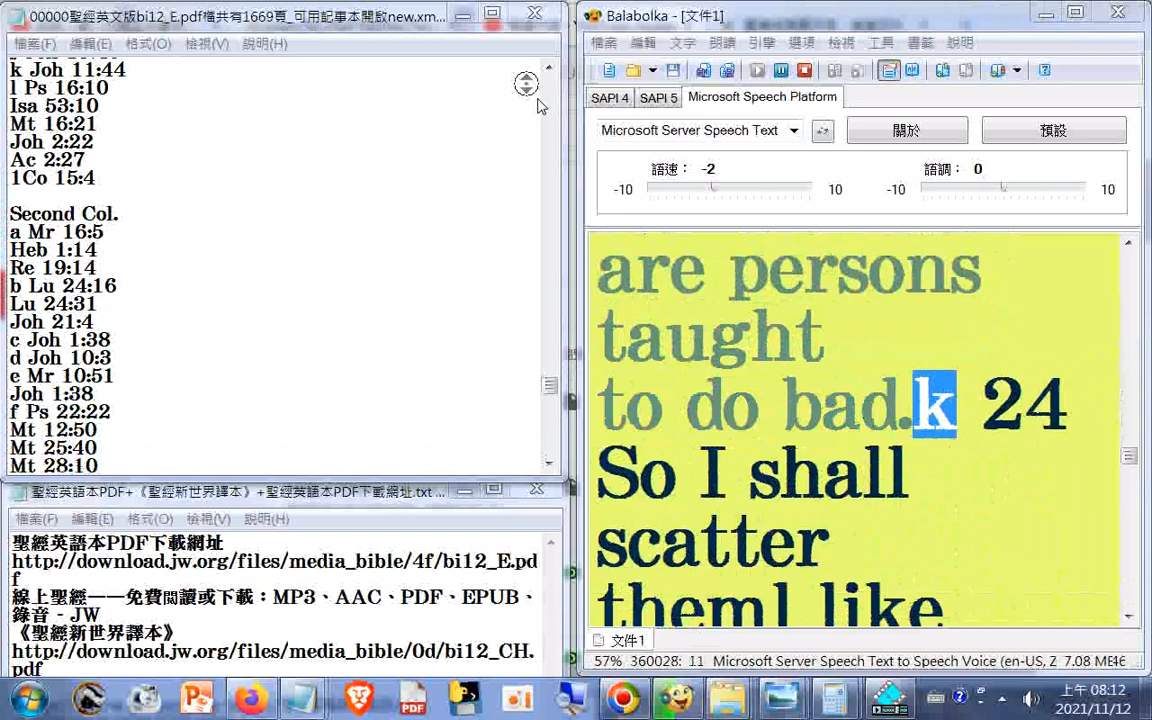 00000聖經英文版bi12_E.pdf檔共有1669頁_可用記事本開啟new.xm...
檔案(F) 編輯(E) 格式(O) 檢視(V) 說明(H)
k Joh 11:44
l Ps 16:10
Isa 53:10
Mt 16:21
Joh 2:22
Ac 2:27
1Co 15:4
Second Col.
a Mr 16:5
Heb 1:14
Re 19:14
b Lu 24:16
Lu 24:31
Joh 21:4
c Joh 1:38
d Joh 10:3
e Mr 10:51
Joh 1:38
f Ps 22:22
Mt 12:50
Mt 25:40
Mt 28:10
聖經英語本PDF+《聖經新世界譯本》+聖經英語本PDF下載網址.txt ...
檔案(F) 編輯(E) 格式(O) 檢視(V) 說明(H)
聖經英語本PDF下載網址
http://download.jw.org/files/media_bible/4f/bi12_E.pd
f
線上聖經——免費閱讀或下載：MP3、AAC、PDF、EPUB、
錄音 - JW
《聖經新世界譯本》
http://download.jw.org/files/media_bible/0d/bi12_CH.
pdf
Balabolka - [文件1]
檔案 編輯 文字 朗讀 引擎 選項 檢視 工具 書籤 說明
SAPI 4 SAPI 5 Microsoft Speech Platform
Microsoft Server Speech Text 關於 預設
語速： -2 語調： 0
-10 10 -10 10
are persons
taught
to do bad.k 24
So I shall
scatter
theml like
文件1
57% 360028: 11 Microsoft Server Speech Text to Speech Voice (en-US, Z 7.08 ME46
上午 08:12
2021/11/12